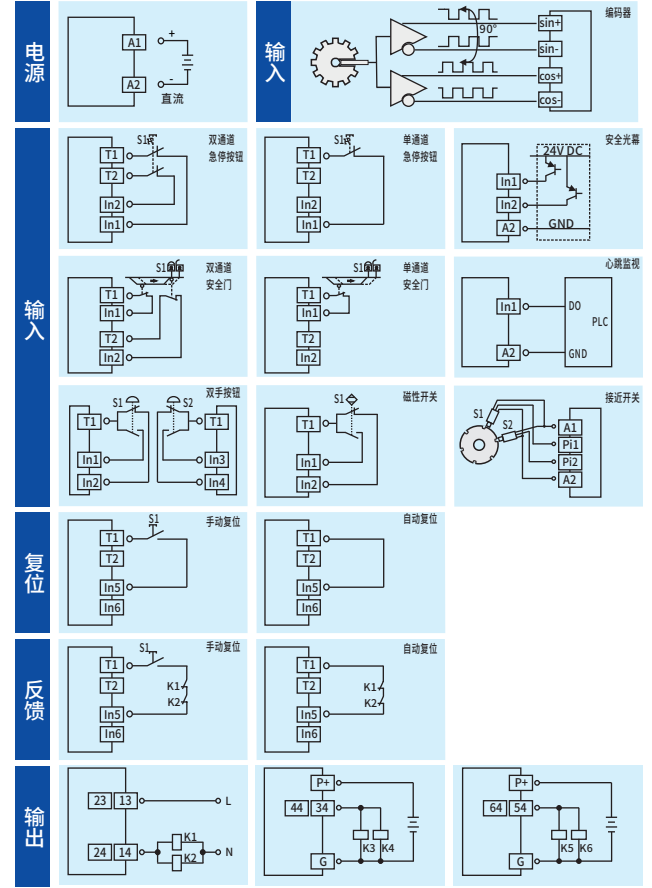 电源
A1
+
A2
-
直流
输入
编码器
90°
sin+
sin-
cos+
cos-
输入
S1
双通道
急停按钮
T1
T2
In2
In1
S1
单通道
急停按钮
T1
T2
In2
In1
安全光幕
24V DC
In1
In2
A2
GND
S1
双通道
安全门
T1
In1
T2
In2
S1
单通道
安全门
T1
In1
T2
In2
心跳监视
In1
DO
PLC
A2
GND
双手按钮
S1
S2
T1
T1
In1
In3
In2
In4
磁性开关
S1
T1
In1
In2
接近开关
S1
S2
A1
Pi1
Pi2
A2
复位
S1
手动复位
T1
T2
In5
In6
自动复位
T1
T2
In5
In6
反馈
S1
手动复位
T1
T2
K1
K2
In5
In6
自动复位
T1
T2
K1
K2
In5
In6
输出
23 13
L
24 14
K1
K2
N
P+
44 34
K3 K4
G
P+
64 54
K5 K6
G